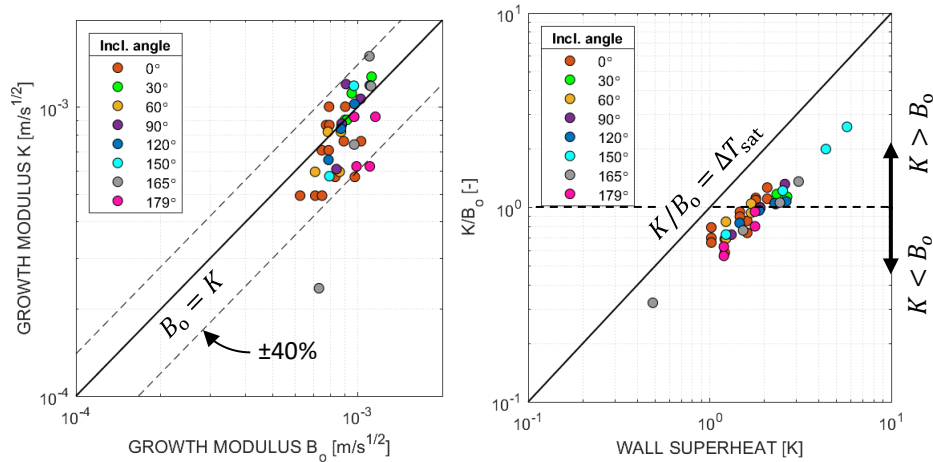 GROWTH MODULUS K [m/s^{1/2}]
10^{-3}
10^{-4}
Incl. angle
0°
30°
60°
90°
120°
150°
165°
179°
B_o = K
±40%
10^{-4}
10^{-3}
GROWTH MODULUS B_o [m/s^{1/2}]
K/B_o [-]
10^1
10^0
10^{-1}
Incl. angle
0°
30°
60°
90°
120°
150°
165°
179°
K/B_o = ΔT_sat
K > B_o
K < B_o
10^{-1}
10^0
10^1
WALL SUPERHEAT [K]